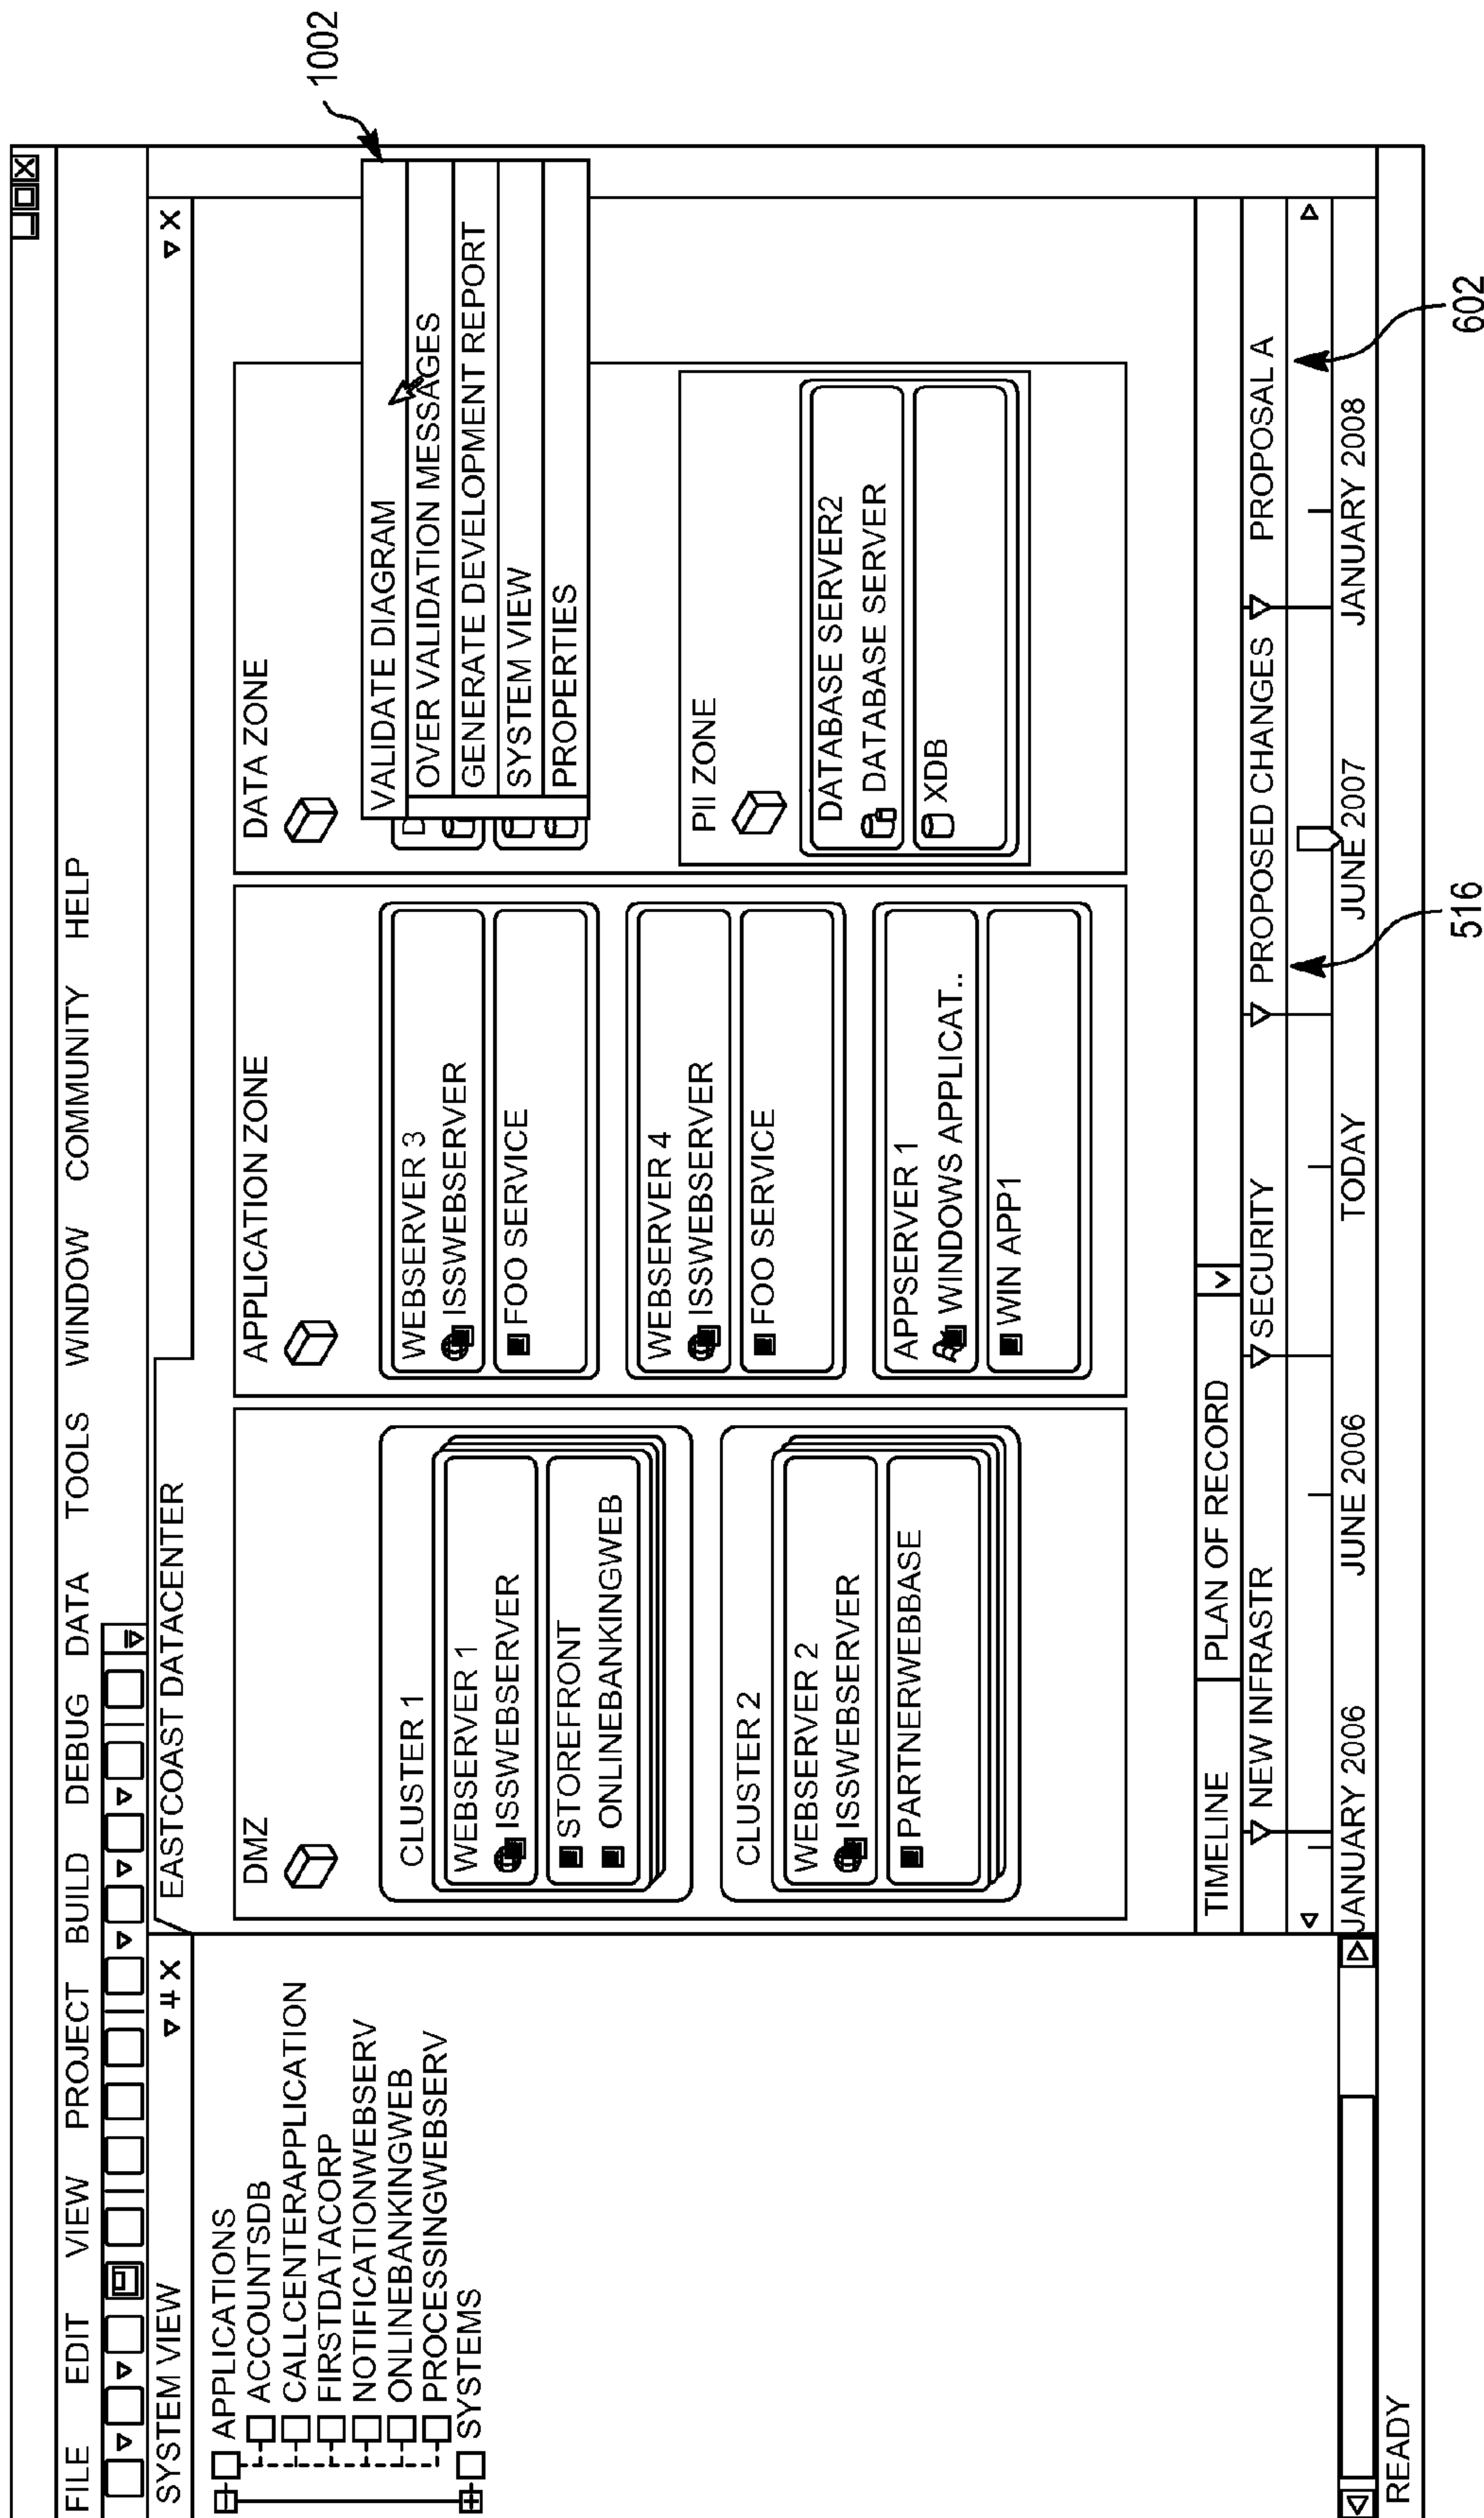 FILE EDIT VIEW PROJECT BUILD DEBUG DATA TOOLS WINDOW COMMUNITY HELP
SYSTEM VIEW
APPLICATIONS
ACCOUNTSDB
CALLCENTERAPPLICATION
FIRSTDATACORP
NOTIFICATIONWEBSERV
ONLINEBANKINGWEB
PROCESSINGWEBSERV
SYSTEMS
EASTCOAST DATACENTER
DMZ
CLUSTER 1
WEBSERVER 1
ISSWEBSERVER
STOREFRONT
ONLINEBANKINGWEB
CLUSTER 2
WEBSERVER 2
ISSWEBSERVER
PARTNERWEBBASE
APPLICATION ZONE
WEBSERVER 3
ISSWEBSERVER
FOO SERVICE
WEBSERVER 4
ISSWEBSERVER
FOO SERVICE
APPSERVER 1
WINDOWS APPLICAT..
WIN APP1
DATA ZONE
D
VALIDATE DIAGRAM
OVER VALIDATION MESSAGES
GENERATE DEVELOPMENT REPORT
SYSTEM VIEW
PROPERTIES
1002
PII ZONE
DATABASE SERVER2
DATABASE SERVER
XDB
TIMELINE PLAN OF RECORD
NEW INFRASTR SECURITY PROPOSED CHANGES PROPOSAL A
JANUARY 2006 JUNE 2006 TODAY JUNE 2007 JANUARY 2008
READY
516
602